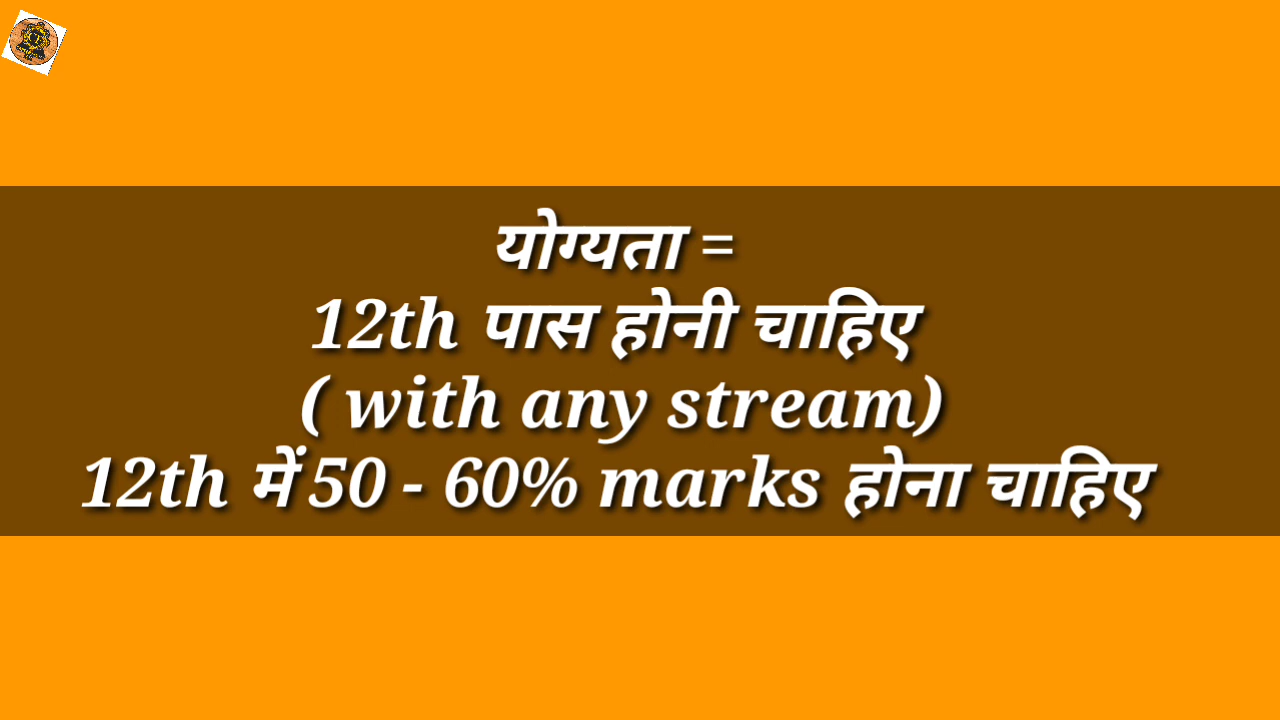 योग्यता =
12th पास होनी चाहिए
( with any stream)
12th में 50 - 60% marks होना चाहिए